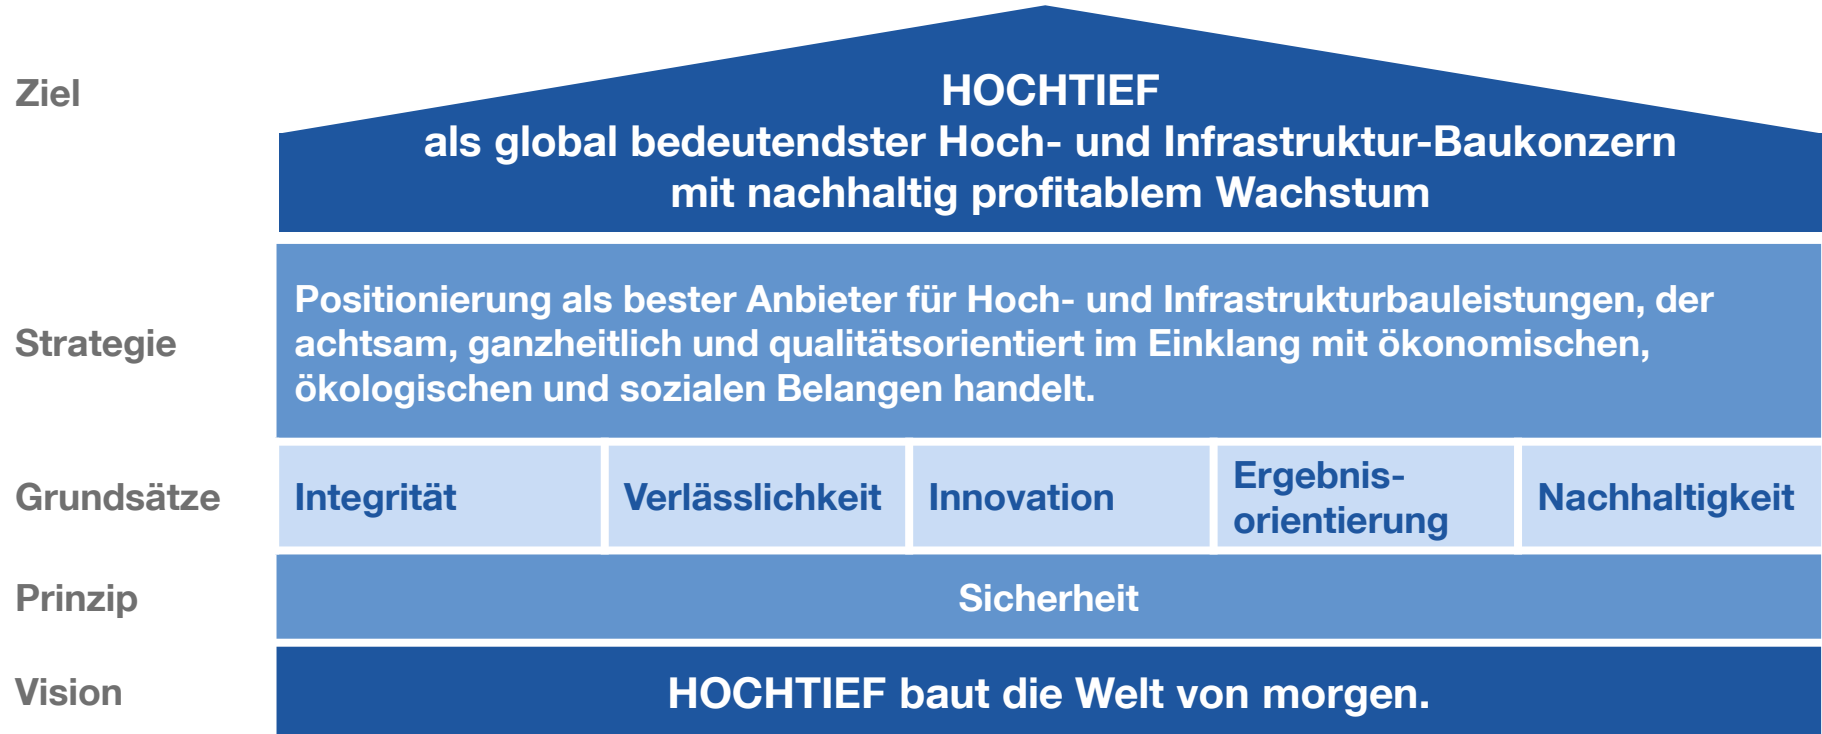 Ziel
HOCHTIEF
als global bedeutendster Hoch- und Infrastruktur-Baukonzern
mit nachhaltig profitablem Wachstum
Strategie
Positionierung als bester Anbieter für Hoch- und Infrastrukturbauleistungen, der
achtsam, ganzheitlich und qualitätsorientiert im Einklang mit ökonomischen,
ökologischen und sozialen Belangen handelt.
Grundsätze
Integrität
Verlässlichkeit
Innovation
Ergebnis-
orientierung
Nachhaltigkeit
Prinzip
Sicherheit
Vision
HOCHTIEF baut die Welt von morgen.